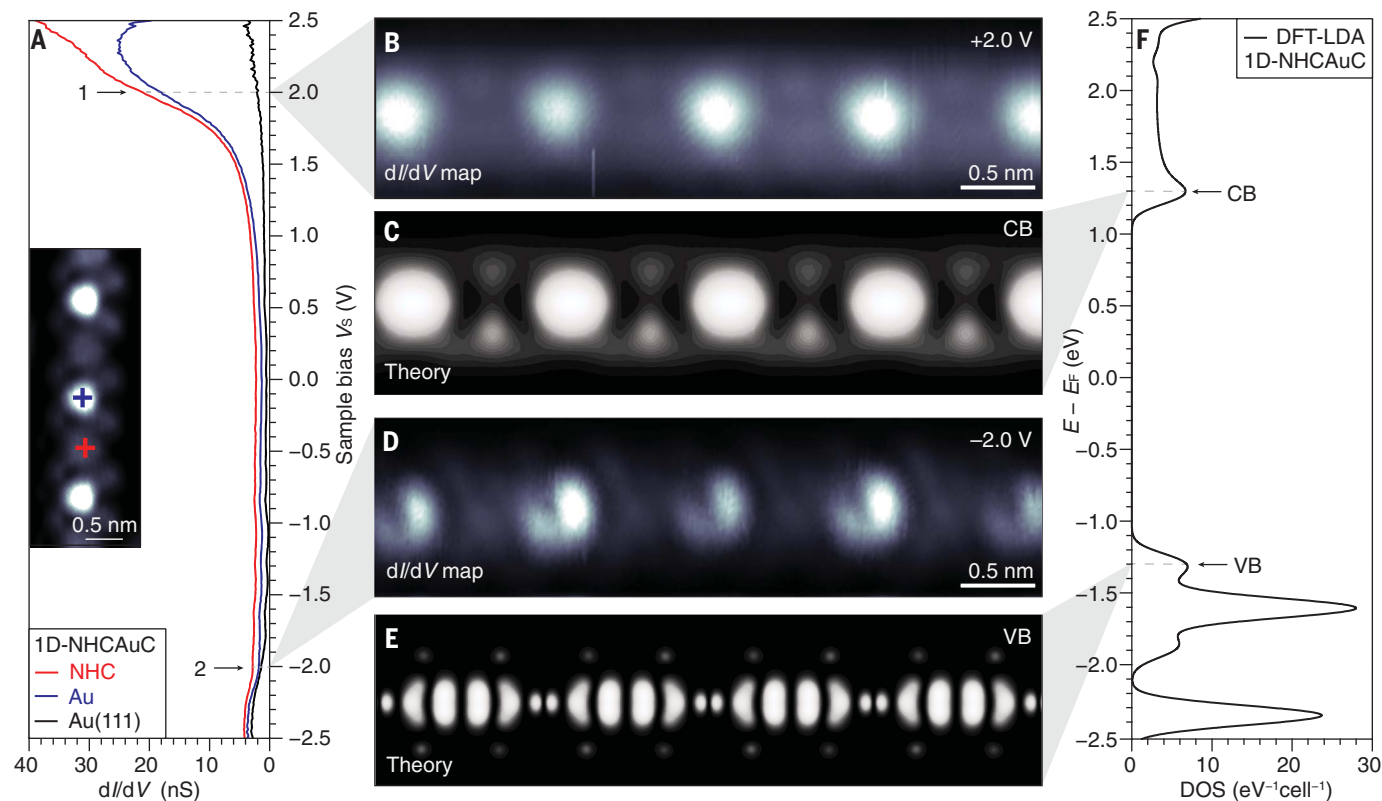 A
1
2
0.5 nm
1D-NHCAuC
NHC
Au
Au(111)
40
30
20
10
0
dI/dV (nS)
2.5
2.0
1.5
1.0
0.5
0.0
−0.5
−1.0
−1.5
−2.0
−2.5
Sample bias VS (V)
B
+2.0 V
dI/dV map
0.5 nm
C
CB
Theory
D
−2.0 V
dI/dV map
0.5 nm
E
VB
Theory
F
DFT-LDA
1D-NHCAuC
CB
VB
2.5
2.0
1.5
1.0
0.5
0.0
−0.5
−1.0
−1.5
−2.0
−2.5
E − EF (eV)
0
10
20
30
DOS (eV⁻¹cell⁻¹)